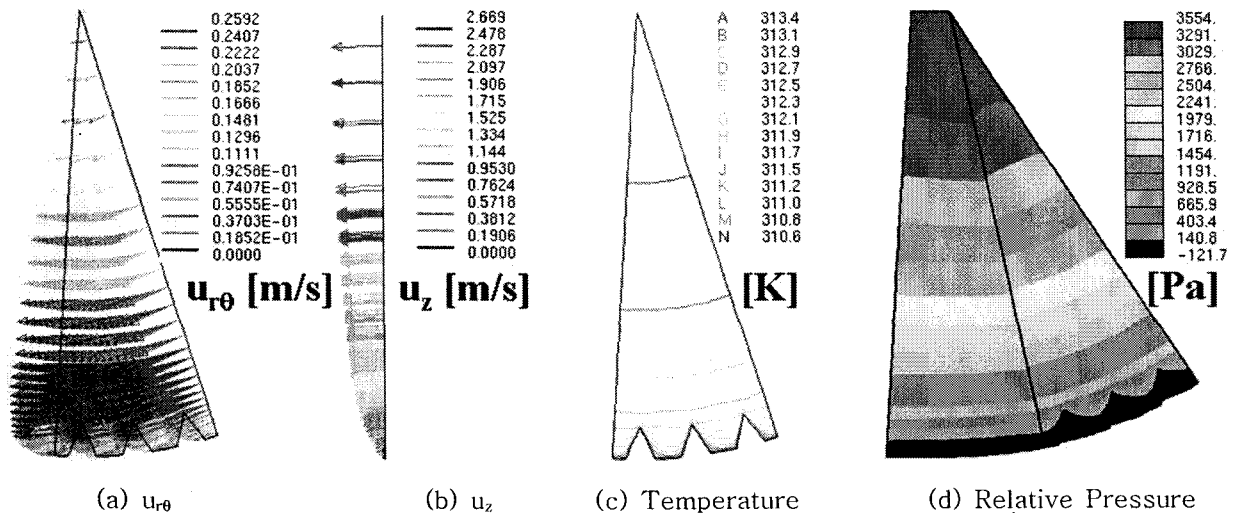 0.2592
0.2407
0.2222
0.2037
0.1852
0.1666
0.1481
0.1296
0.1111
0.9258E-01
0.7407E-01
0.5555E-01
0.3703E-01
0.1852E-01
0.0000
u_rθ [m/s]
(a) u_rθ
2.669
2.478
2.287
2.097
1.906
1.715
1.525
1.334
1.144
0.9530
0.7624
0.5718
0.3812
0.1906
0.0000
u_z [m/s]
(b) u_z
A 313.4
B 313.1
C 312.9
D 312.7
E 312.5
312.3
G 312.1
H 311.9
I 311.7
J 311.5
K 311.2
L 311.0
M 310.8
N 310.6
[K]
(c) Temperature
3554.
3291.
3029.
2766.
2504.
2241.
1979.
1716.
1454.
1191.
928.5
665.9
403.4
140.8
-121.7
[Pa]
(d) Relative Pressure